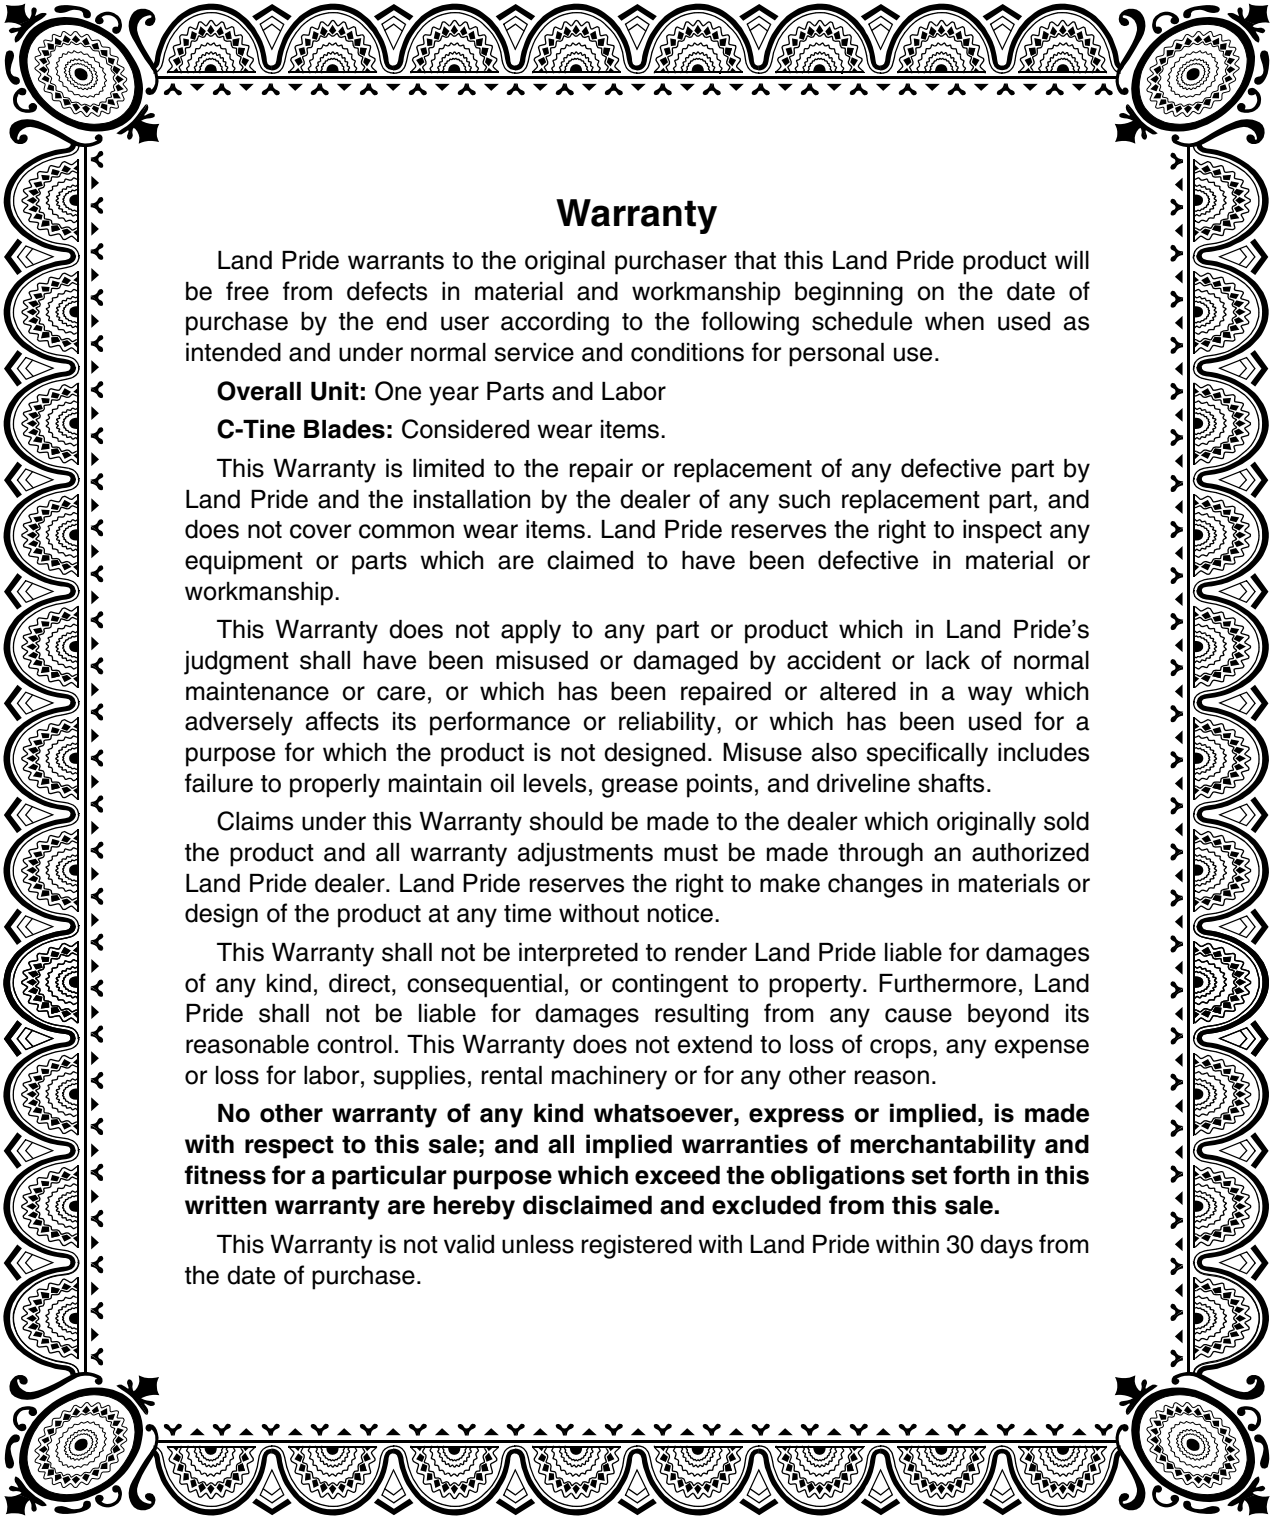 Warranty
Land Pride warrants to the original purchaser that this Land Pride product will
be free from defects in material and workmanship beginning on the date of
purchase by the end user according to the following schedule when used as
intended and under normal service and conditions for personal use.
Overall Unit: One year Parts and Labor
C-Tine Blades: Considered wear items.
This Warranty is limited to the repair or replacement of any defective part by
Land Pride and the installation by the dealer of any such replacement part, and
does not cover common wear items. Land Pride reserves the right to inspect any
equipment or parts which are claimed to have been defective in material or
workmanship.
This Warranty does not apply to any part or product which in Land Pride’s
judgment shall have been misused or damaged by accident or lack of normal
maintenance or care, or which has been repaired or altered in a way which
adversely affects its performance or reliability, or which has been used for a
purpose for which the product is not designed. Misuse also specifically includes
failure to properly maintain oil levels, grease points, and driveline shafts.
Claims under this Warranty should be made to the dealer which originally sold
the product and all warranty adjustments must be made through an authorized
Land Pride dealer. Land Pride reserves the right to make changes in materials or
design of the product at any time without notice.
This Warranty shall not be interpreted to render Land Pride liable for damages
of any kind, direct, consequential, or contingent to property. Furthermore, Land
Pride shall not be liable for damages resulting from any cause beyond its
reasonable control. This Warranty does not extend to loss of crops, any expense
or loss for labor, supplies, rental machinery or for any other reason.
No other warranty of any kind whatsoever, express or implied, is made
with respect to this sale; and all implied warranties of merchantability and
fitness for a particular purpose which exceed the obligations set forth in this
written warranty are hereby disclaimed and excluded from this sale.
This Warranty is not valid unless registered with Land Pride within 30 days from
the date of purchase.